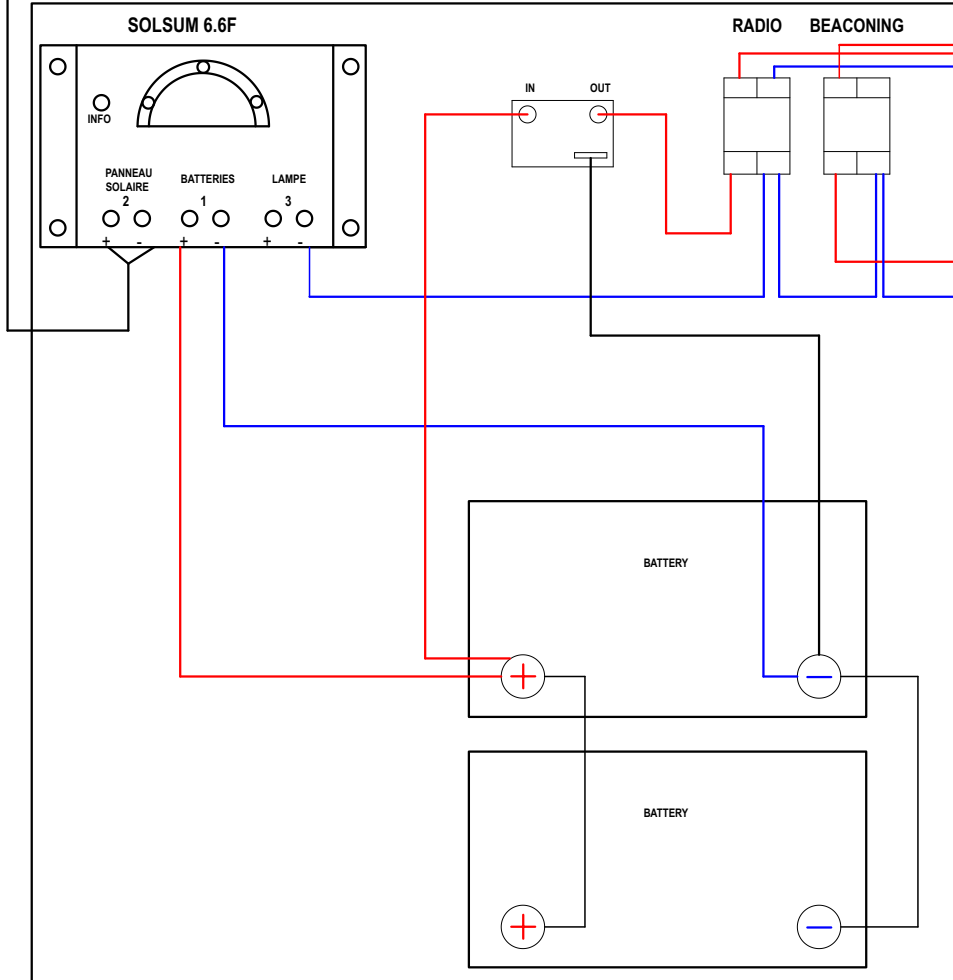 SOLSUM 6.6F
RADIO
BEACONING
IN
OUT
INFO
PANNEAU
SOLAIRE
2
BATTERIES
1
LAMPE
3
+
-
+
-
+
-
BATTERY
+
−
BATTERY
+
−